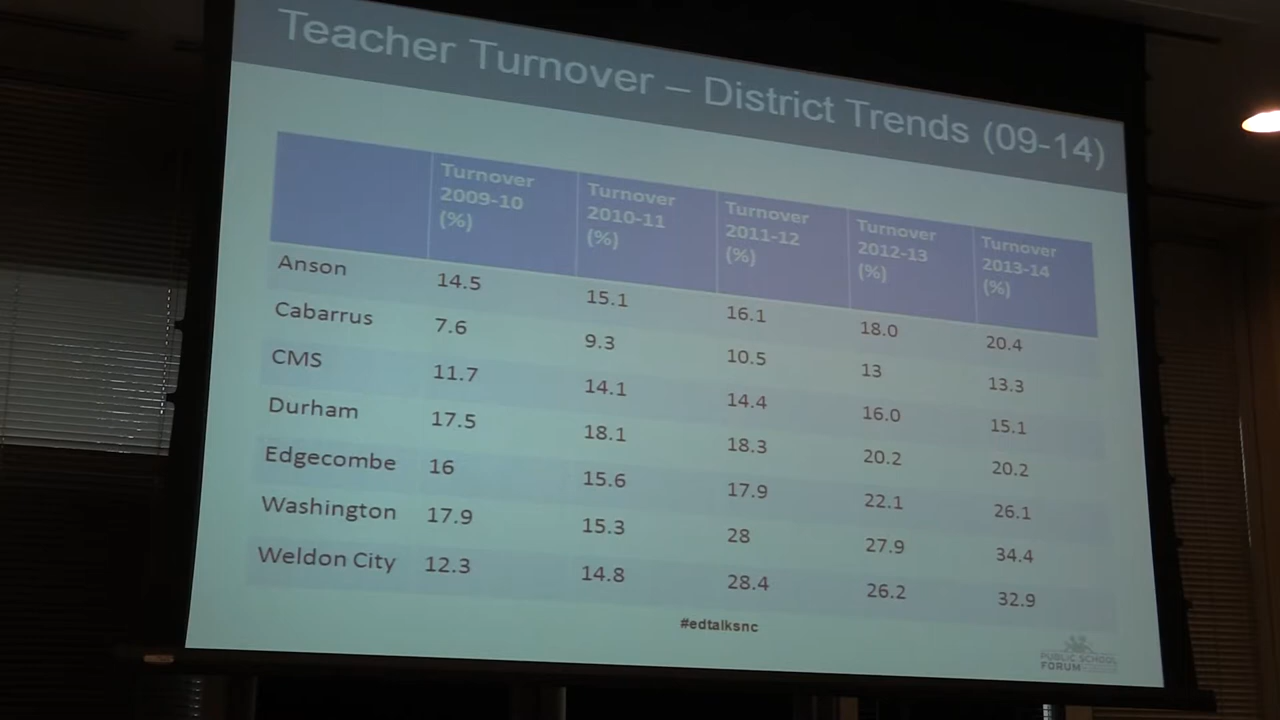 Teacher Turnover – District Trends (09-14)
Turnover 2009-10 (%) Turnover 2010-11 (%) Turnover 2011-12 (%) Turnover 2012-13 (%) Turnover 2013-14 (%)
Anson 14.5 15.1 16.1 18.0 20.4
Cabarrus 7.6 9.3 10.5 13 13.3
CMS 11.7 14.1 14.4 16.0 15.1
Durham 17.5 18.1 18.3 20.2 20.2
Edgecombe 16 15.6 17.9 22.1 26.1
Washington 17.9 15.3 28 27.9 34.4
Weldon City 12.3 14.8 28.4 26.2 32.9
#edtalksnc
PUBLIC SCHOOL
FORUM